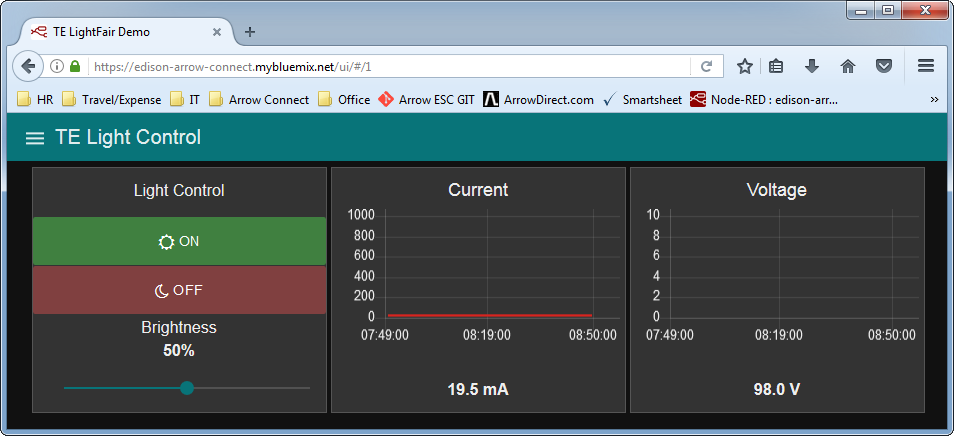 TE LightFair Demo
https://edison-arrow-connect.mybluemix.net/ui/#/1
HR Travel/Expense IT Arrow Connect Office Arrow ESC GIT ArrowDirect.com Smartsheet Node-RED : edison-arr... »
TE Light Control
Light Control
ON
OFF
Brightness
50%
Current
1000
800
600
400
200
0
07:49:00 08:19:00 08:50:00
19.5 mA
Voltage
10
8
6
4
2
0
07:49:00 08:19:00 08:50:00
98.0 V